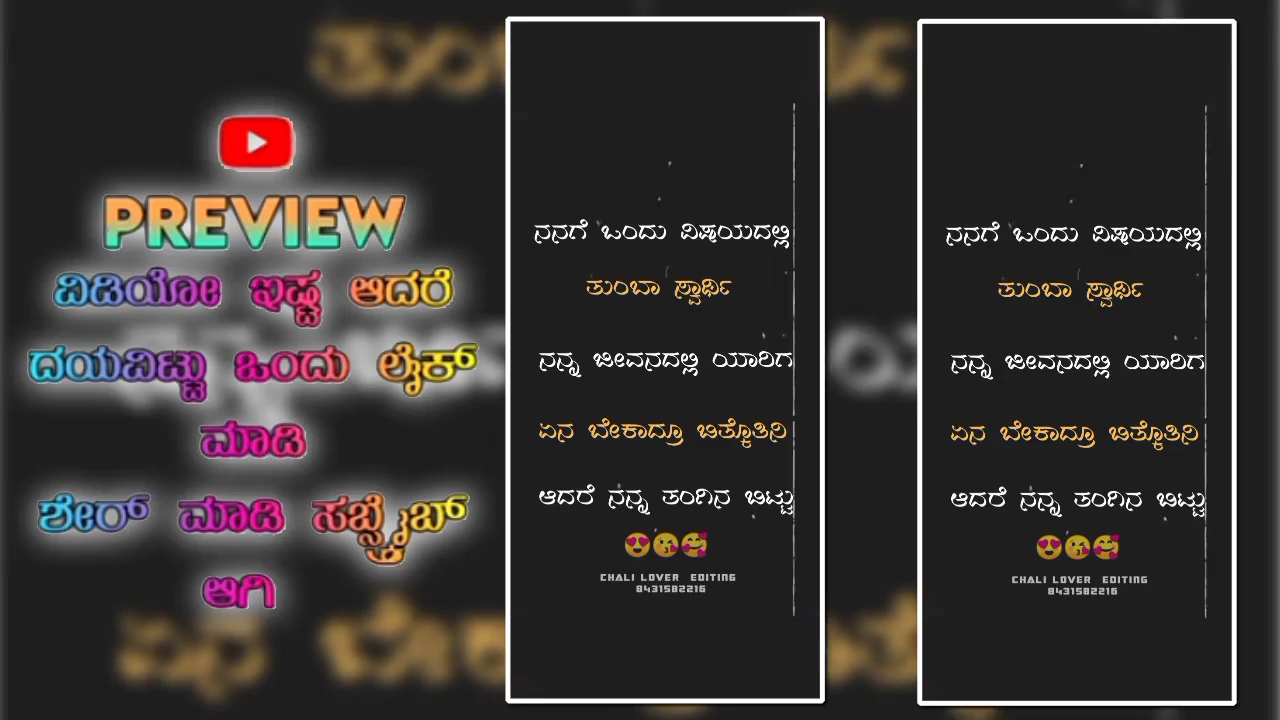 PREVIEW
ವಿಡಿಯೋ ಇಷ್ಟ ಆದರೆ
ದಯವಿಟ್ಟು ಒಂದು ಲೈಕ್
ಮಾಡಿ
ಶೇರ್ ಮಾಡಿ ಸಬ್ಸ್ಕ್ರೈಬ್
ಆಗಿ
ನನಗೆ ಒಂದು ವಿಷಯದಲ್ಲಿ
ತುಂಬಾ ಸ್ವಾರ್ಥಿ
ನನ್ನ ಜೀವನದಲ್ಲಿ ಯಾರಿಗ
ಏನ ಬೇಕಾದ್ರೂ ಬಿತ್ಕೊತಿನಿ
ಆದರೆ ನನ್ನ ತಂಗಿನ ಬಿಟ್ಟು
😍😘🥰
CHALI LOVER EDITING
8431582216
ನನಗೆ ಒಂದು ವಿಷಯದಲ್ಲಿ
ತುಂಬಾ ಸ್ವಾರ್ಥಿ
ನನ್ನ ಜೀವನದಲ್ಲಿ ಯಾರಿಗ
ಏನ ಬೇಕಾದ್ರೂ ಬಿತ್ಕೊತಿನಿ
ಆದರೆ ನನ್ನ ತಂಗಿನ ಬಿಟ್ಟು
😍😘🥰
CHALI LOVER EDITING
8431582216